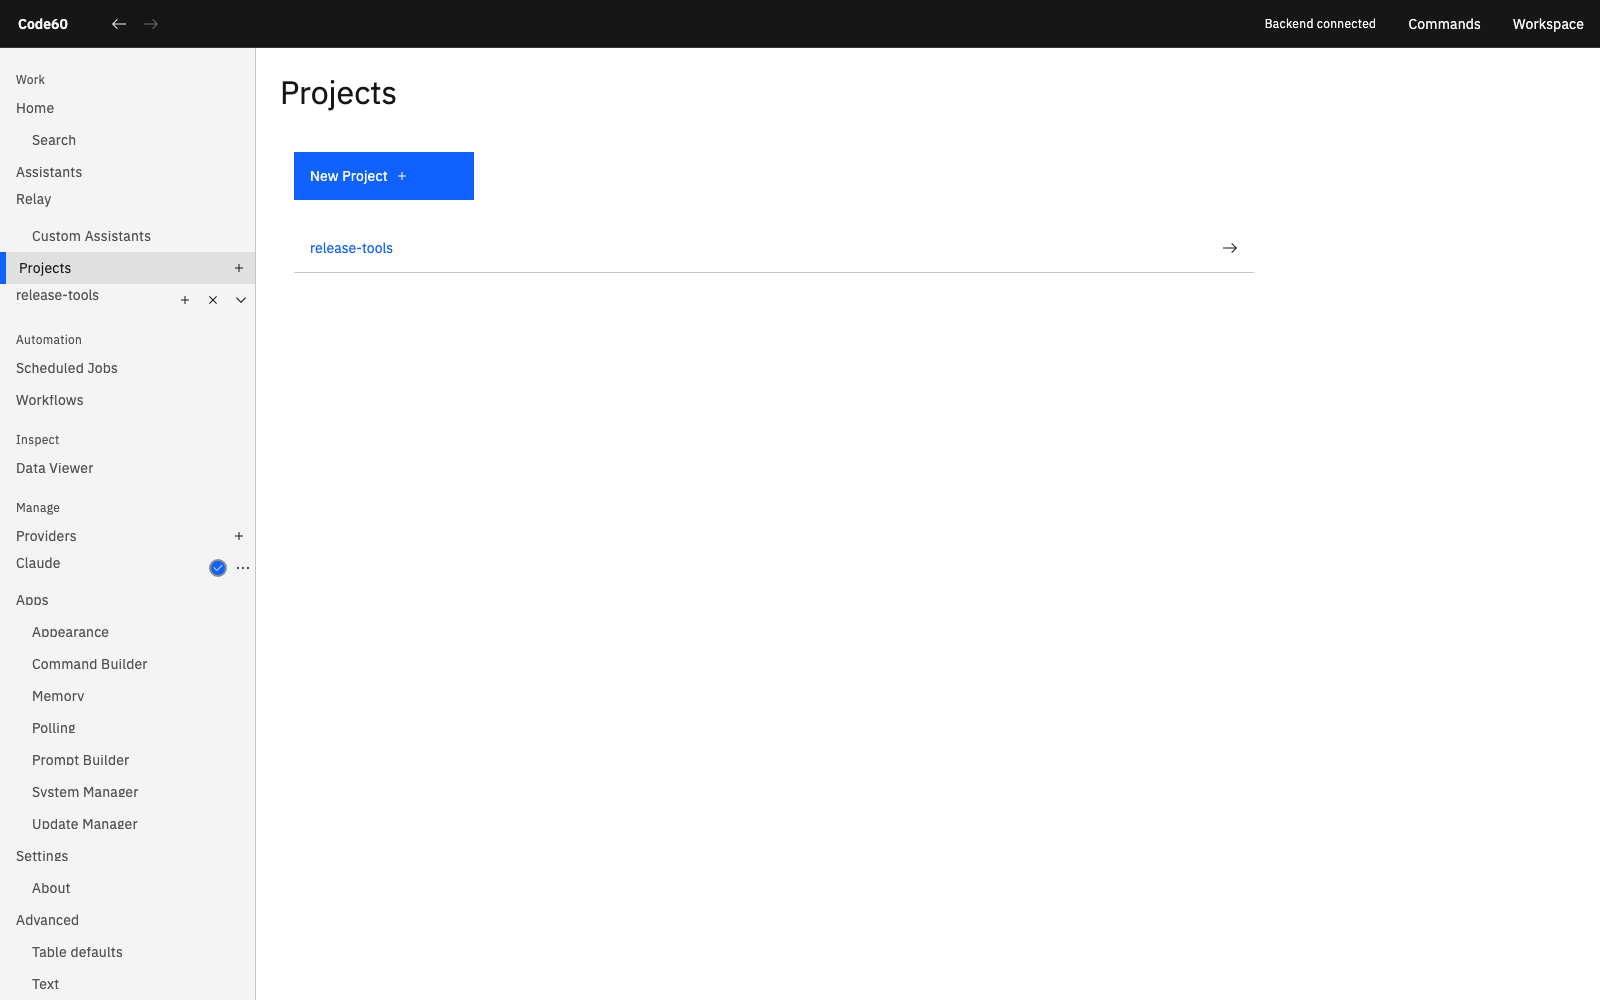 Code60
Backend connected
Commands
Workspace
Work
Home
Search
Assistants
Relay
Custom Assistants
Projects
release-tools
Automation
Scheduled Jobs
Workflows
Inspect
Data Viewer
Manage
Providers
Claude
Apps
Appearance
Command Builder
Memory
Polling
Prompt Builder
System Manager
Update Manager
Settings
About
Advanced
Table defaults
Text
Projects
New Project +
release-tools